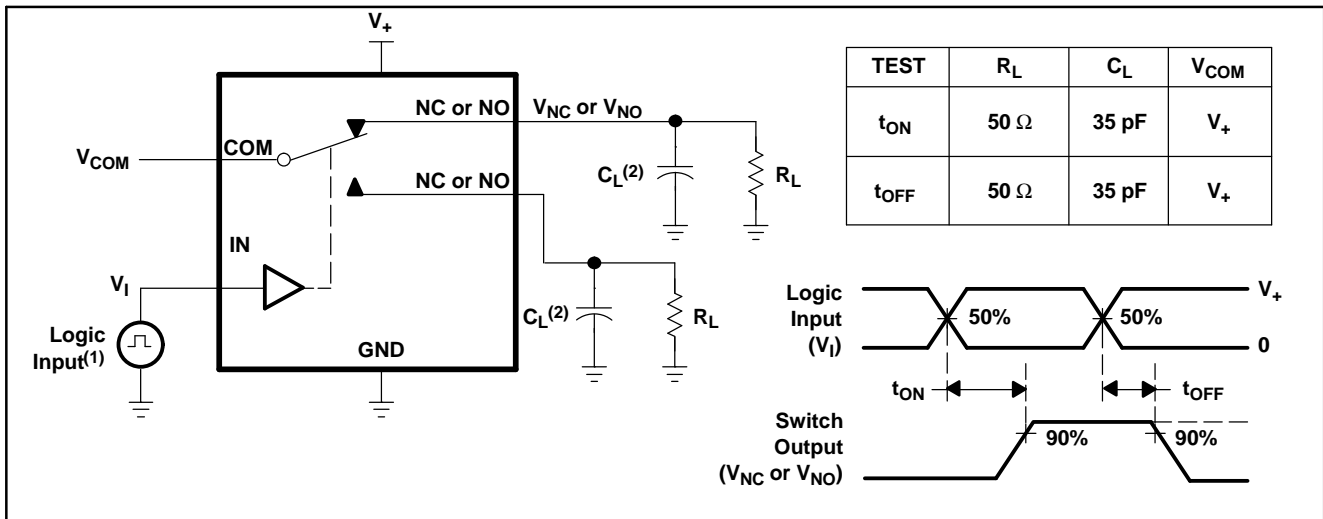 V+
NC or NO
VNC or VNO
COM
VCOM
CL(2)
RL
NC or NO
IN
VI
CL(2)
RL
Logic
Input(1)
GND
TEST RL CL VCOM
tON 50 Ω 35 pF V+
tOFF 50 Ω 35 pF V+
Logic
Input
(VI)
50%
50%
V+
0
tON
tOFF
Switch
Output
(VNC or VNO)
90%
90%